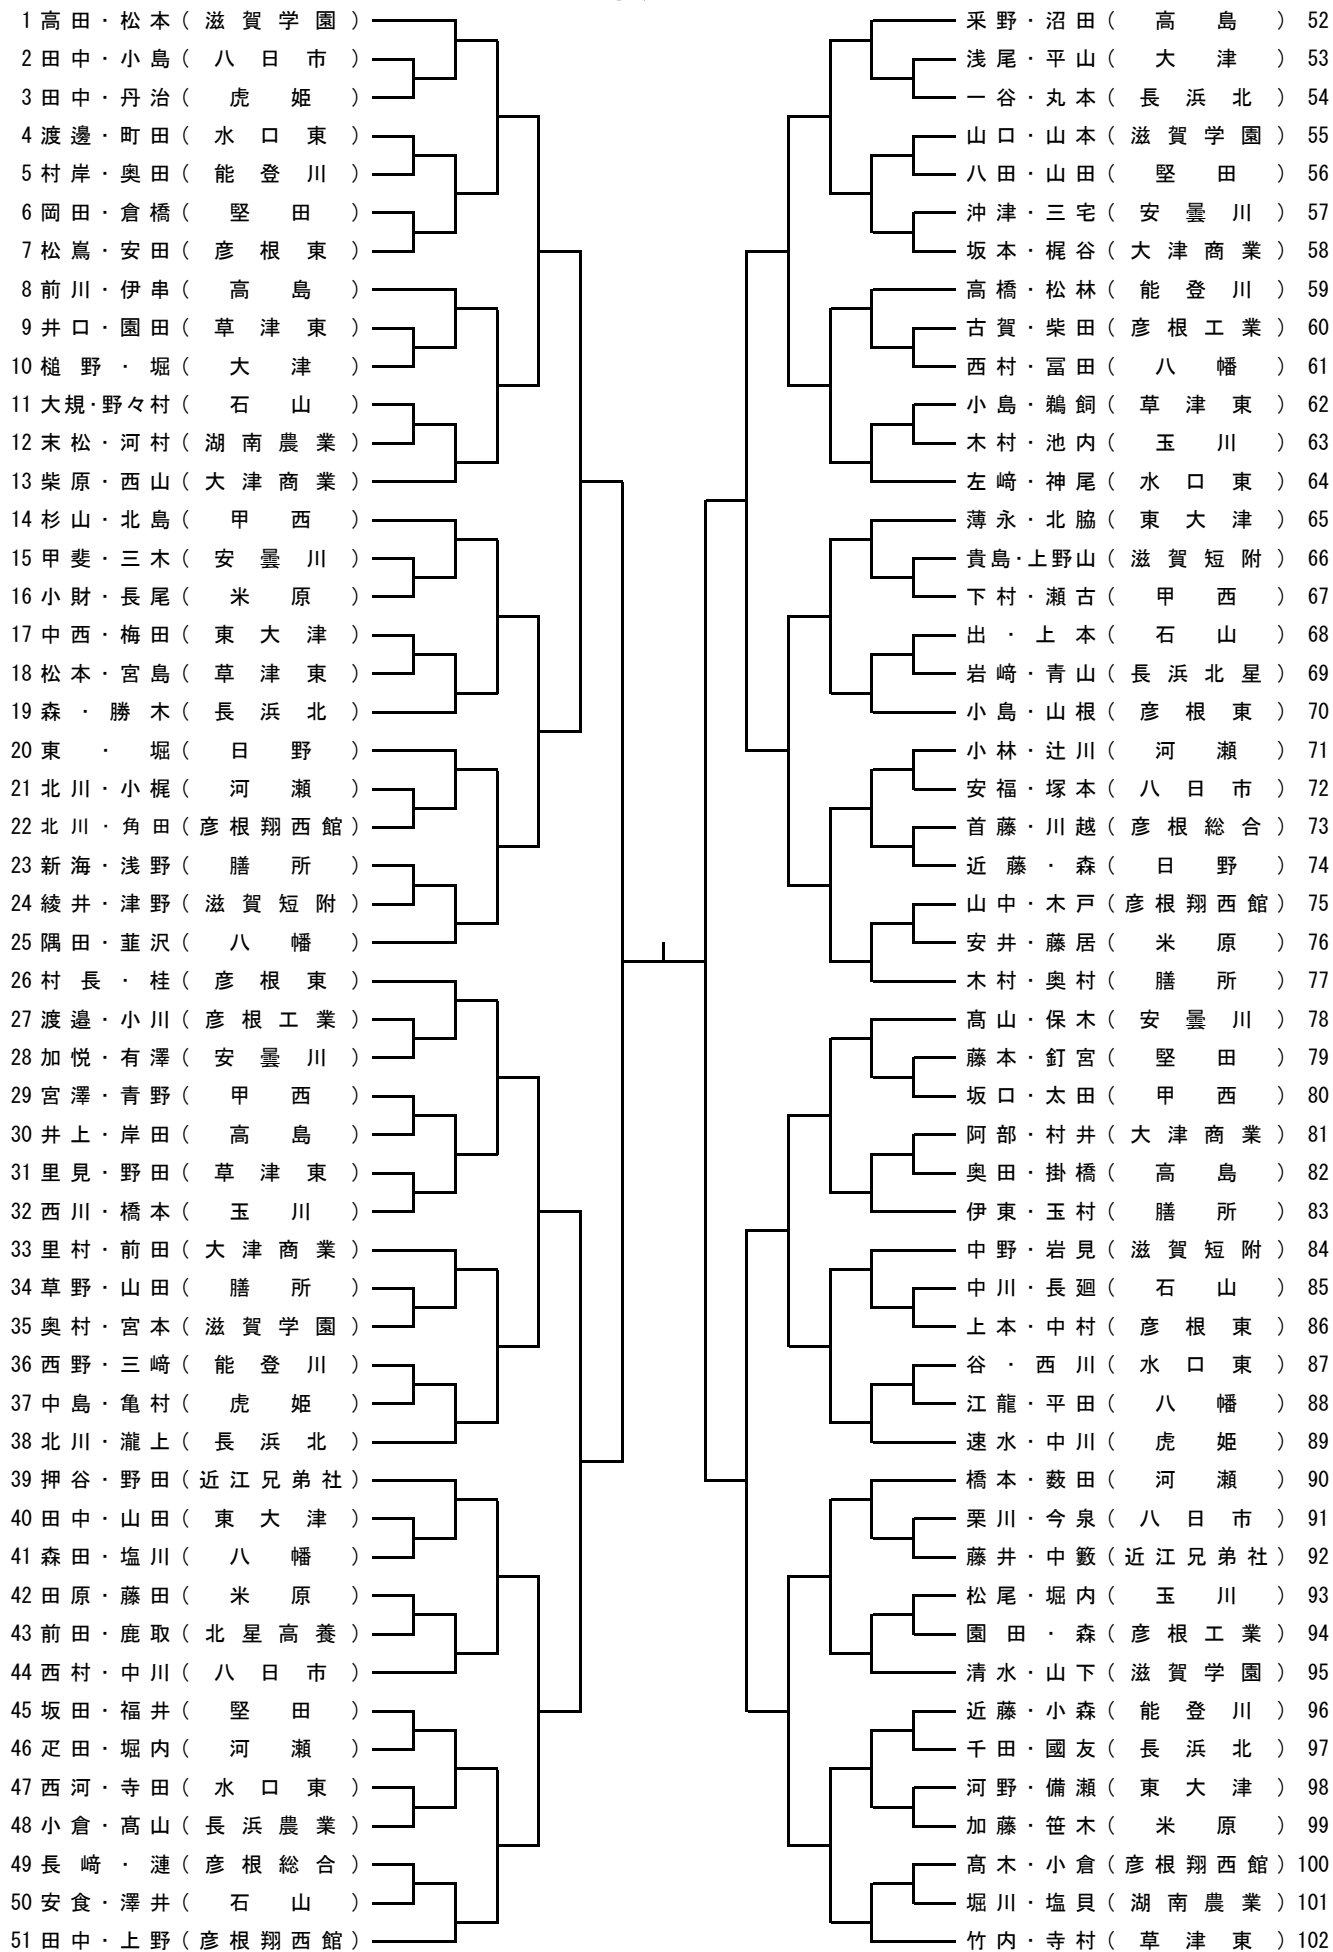 1 高田・松本(滋賀学園)
2 田中・小島(八日市)
3 田中・丹治(虎姫)
4 渡邉・町田(水口東)
5 村岸・奥田(能登川)
6 岡田・倉橋(堅田)
7 松嶌・安田(彦根東)
8 前川・伊串(高島)
9 井口・園田(草津東)
10 槌野・堀(大津)
11 大規・野々村(石山)
12 末松・河村(湖南農業)
13 柴原・西山(大津商業)
14 杉山・北島(甲西)
15 甲斐・三木(安曇川)
16 小財・長尾(米原)
17 中西・梅田(東大津)
18 松本・宮島(草津東)
19 森・勝木(長浜北)
20 東・堀(日野)
21 北川・小梶(河瀬)
22 北川・角田(彦根翔西館)
23 新海・浅野(膳所)
24 綾井・津野(滋賀短附)
25 隅田・韮沢(八幡)
26 村長・桂(彦根東)
27 渡邉・小川(彦根工業)
28 加悦・有澤(安曇川)
29 宮澤・青野(甲西)
30 井上・岸田(高島)
31 里見・野田(草津東)
32 西川・橋本(玉川)
33 里村・前田(大津商業)
34 草野・山田(膳所)
35 奥村・宮本(滋賀学園)
36 西野・三﨑(能登川)
37 中島・亀村(虎姫)
38 北川・瀧上(長浜北)
39 押谷・野田(近江兄弟社)
40 田中・山田(東大津)
41 森田・塩川(八幡)
42 田原・藤田(米原)
43 前田・鹿取(北星高養)
44 西村・中川(八日市)
45 坂田・福井(堅田)
46 疋田・堀内(河瀬)
47 西河・寺田(水口東)
48 小倉・髙山(長浜農業)
49 長﨑・漣(彦根総合)
50 安食・澤井(石山)
51 田中・上野(彦根翔西館)
釆野・沼田(高島) 52
浅尾・平山(大津) 53
一谷・丸本(長浜北) 54
山口・山本(滋賀学園) 55
八田・山田(堅田) 56
沖津・三宅(安曇川) 57
坂本・梶谷(大津商業) 58
高橋・松林(能登川) 59
古賀・柴田(彦根工業) 60
西村・冨田(八幡) 61
小島・鵜飼(草津東) 62
木村・池内(玉川) 63
左﨑・神尾(水口東) 64
薄永・北脇(東大津) 65
貴島・上野山(滋賀短附) 66
下村・瀬古(甲西) 67
出・上本(石山) 68
岩﨑・青山(長浜北星) 69
小島・山根(彦根東) 70
小林・辻川(河瀬) 71
安福・塚本(八日市) 72
首藤・川越(彦根総合) 73
近藤・森(日野) 74
山中・木戸(彦根翔西館) 75
安井・藤居(米原) 76
木村・奥村(膳所) 77
髙山・保木(安曇川) 78
藤本・釘宮(堅田) 79
坂口・太田(甲西) 80
阿部・村井(大津商業) 81
奥田・掛橋(高島) 82
伊東・玉村(膳所) 83
中野・岩見(滋賀短附) 84
中川・長廻(石山) 85
上本・中村(彦根東) 86
谷・西川(水口東) 87
江龍・平田(八幡) 88
速水・中川(虎姫) 89
橋本・薮田(河瀬) 90
栗川・今泉(八日市) 91
藤井・中籔(近江兄弟社) 92
松尾・堀内(玉川) 93
園田・森(彦根工業) 94
清水・山下(滋賀学園) 95
近藤・小森(能登川) 96
千田・國友(長浜北) 97
河野・備瀬(東大津) 98
加藤・笹木(米原) 99
髙木・小倉(彦根翔西館) 100
堀川・塩貝(湖南農業) 101
竹内・寺村(草津東) 102